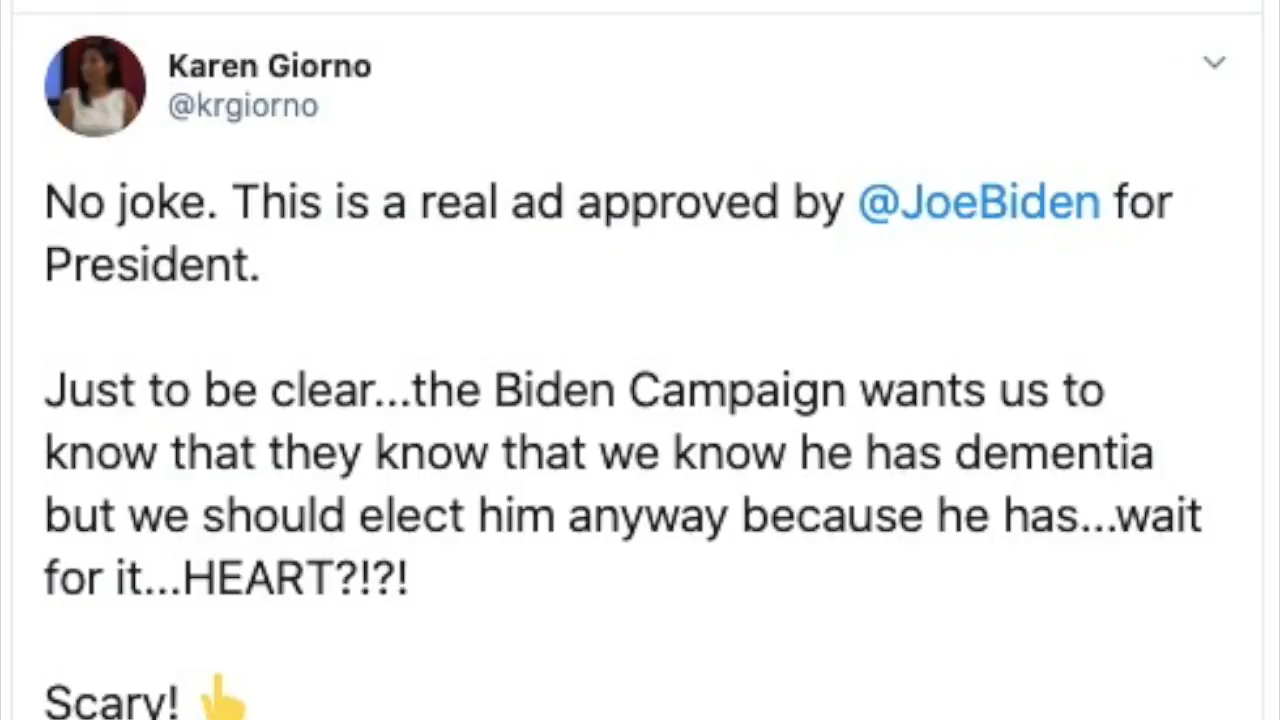 Karen Giorno
@krgiorno
No joke. This is a real ad approved by @JoeBiden for
President.
Just to be clear...the Biden Campaign wants us to
know that they know that we know he has dementia
but we should elect him anyway because he has...wait
for it...HEART?!?!
Scary! 👆